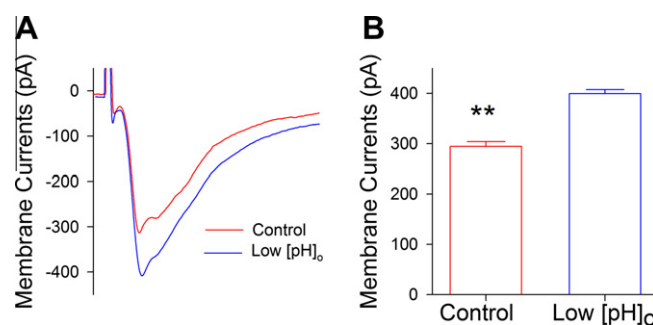 A
Membrane Currents (pA)
0
-100
-200
-300
-400
Control
Low [pH]o
B
Membrane Currents (pA)
400
300
200
100
0
**
Control
Low [pH]o